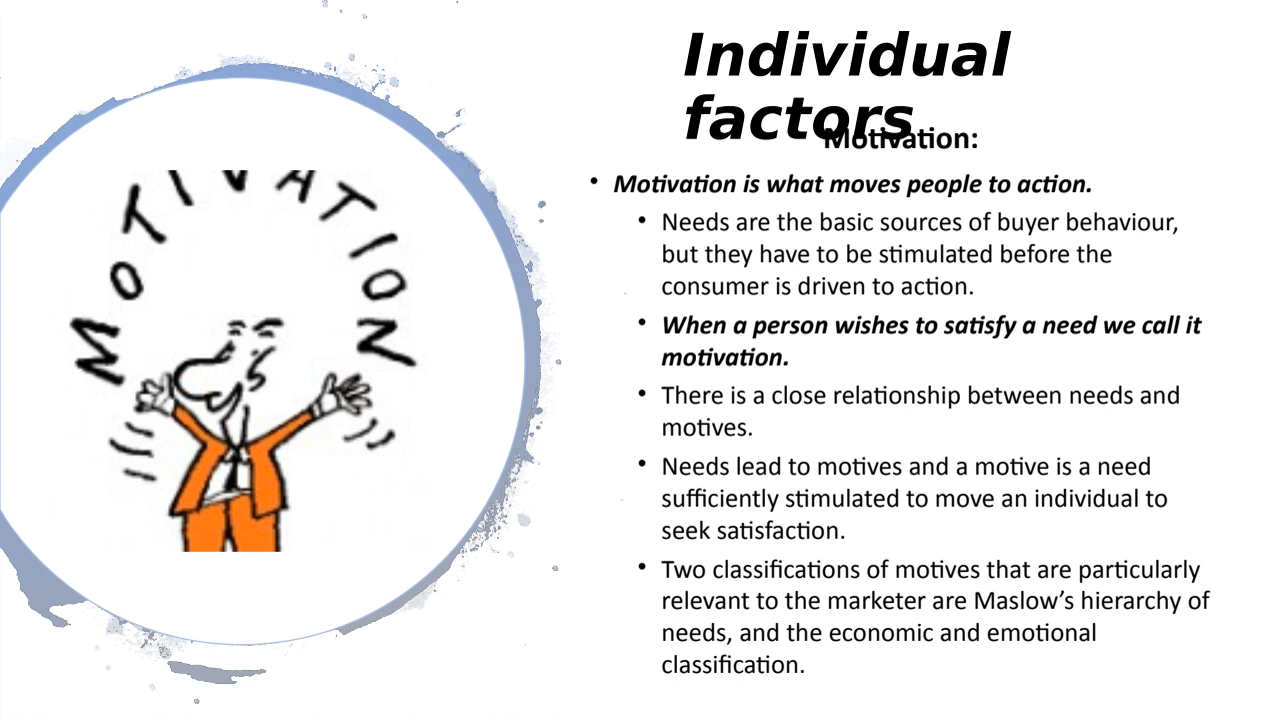 Individual
factors
Motivation:
• Motivation is what moves people to action.
• Needs are the basic sources of buyer behaviour,
but they have to be stimulated before the
consumer is driven to action.
• When a person wishes to satisfy a need we call it
motivation.
• There is a close relationship between needs and
motives.
• Needs lead to motives and a motive is a need
sufficiently stimulated to move an individual to
seek satisfaction.
• Two classifications of motives that are particularly
relevant to the marketer are Maslow’s hierarchy of
needs, and the economic and emotional
classification.
MOTIVATION